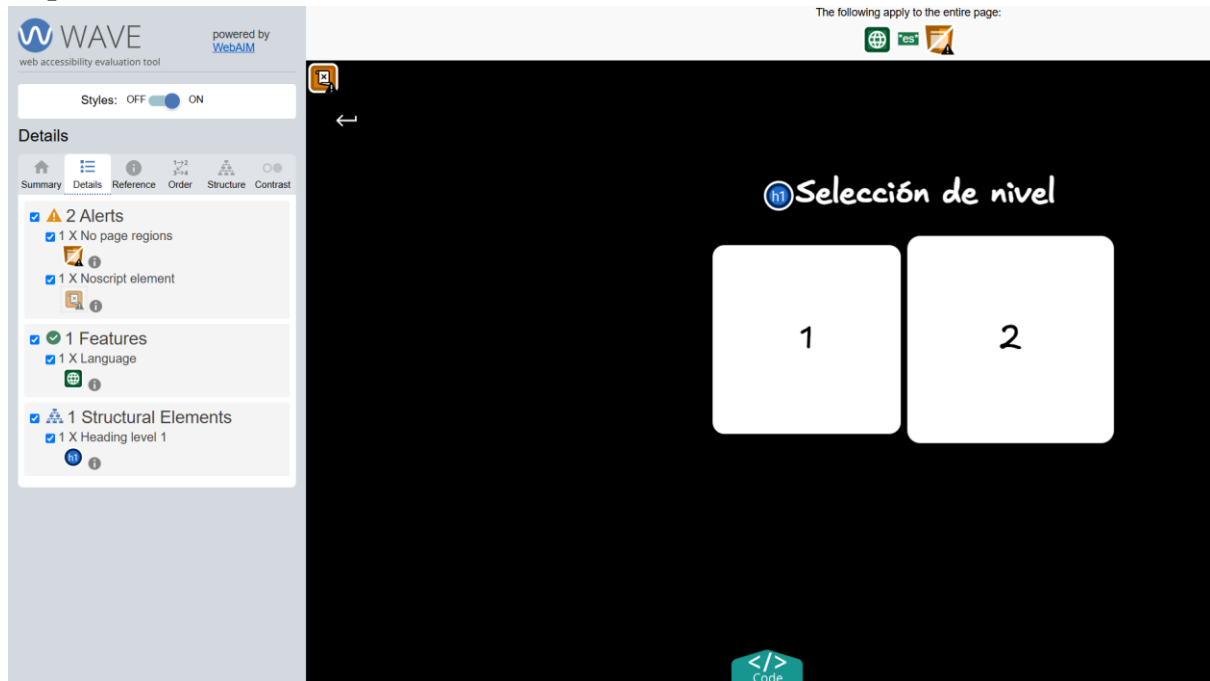 The following apply to the entire page:
*es*
WAVE
powered by
WebAIM
web accessibility evaluation tool
Styles: OFF ON
Details
Summary Details Reference Order Structure Contrast
2 Alerts
1 X No page regions
1 X Noscript element
1 Features
1 X Language
1 Structural Elements
1 X Heading level 1
h1
h1 Selección de nivel
1 2
</>
Code